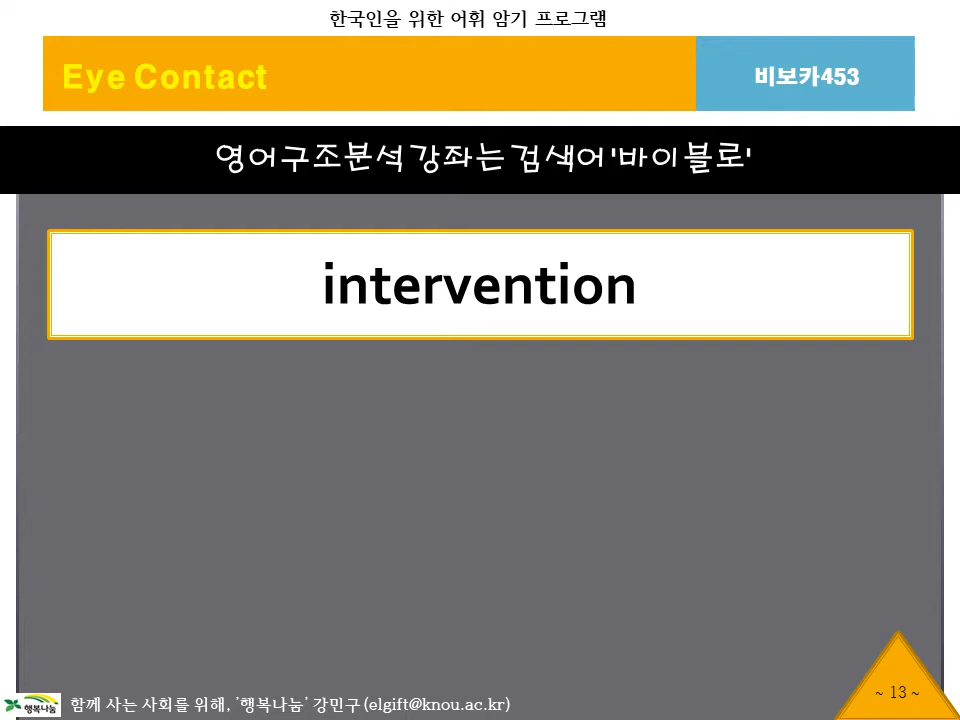 한국인을 위한 어휘 암기 프로그램
Eye Contact
비보카453
영어구조분석 강좌는 검색어 '바이블로'
intervention
~ 13 ~
행복나눔
함께 사는 사회를 위해, '행복나눔' 강민구 (elgift@knou.ac.kr)